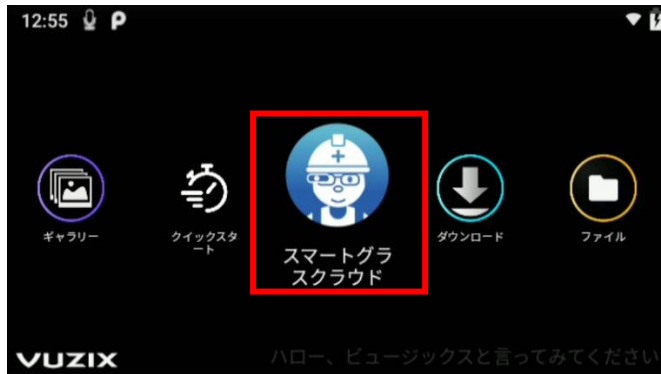 12:55
ギャラリー
クイックスタ
ート
スマートグラ
スクラウド
ダウンロード
ファイル
VUZIX
ハロー、ビュージックスと言ってみてください